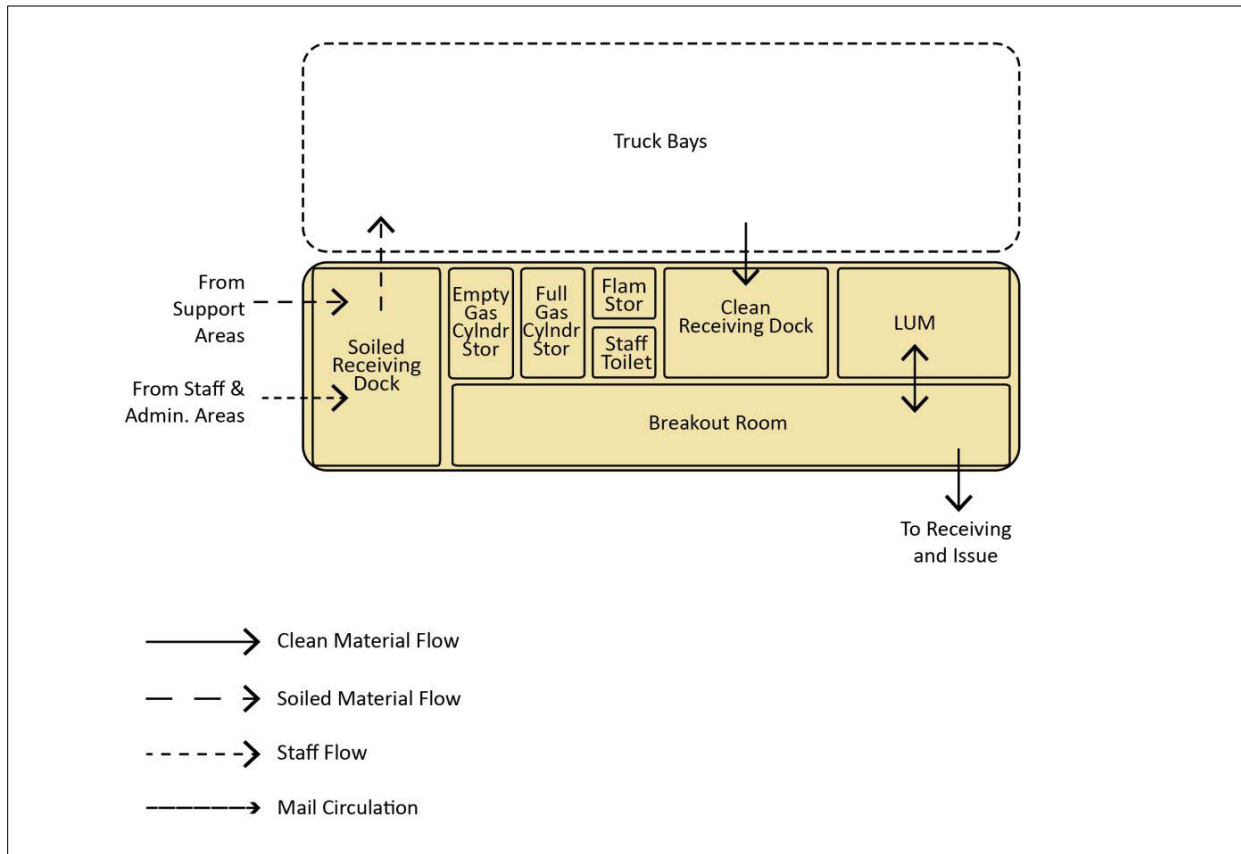 Truck Bays
From
Support
Areas
From Staff &
Admin. Areas
Soiled
Receiving
Dock
Empty
Gas
Cylndr
Stor
Full
Gas
Cylndr
Stor
Flam
Stor
Staff
Toilet
Clean
Receiving Dock
LUM
Breakout Room
To Receiving
and Issue
Clean Material Flow
Soiled Material Flow
Staff Flow
Mail Circulation